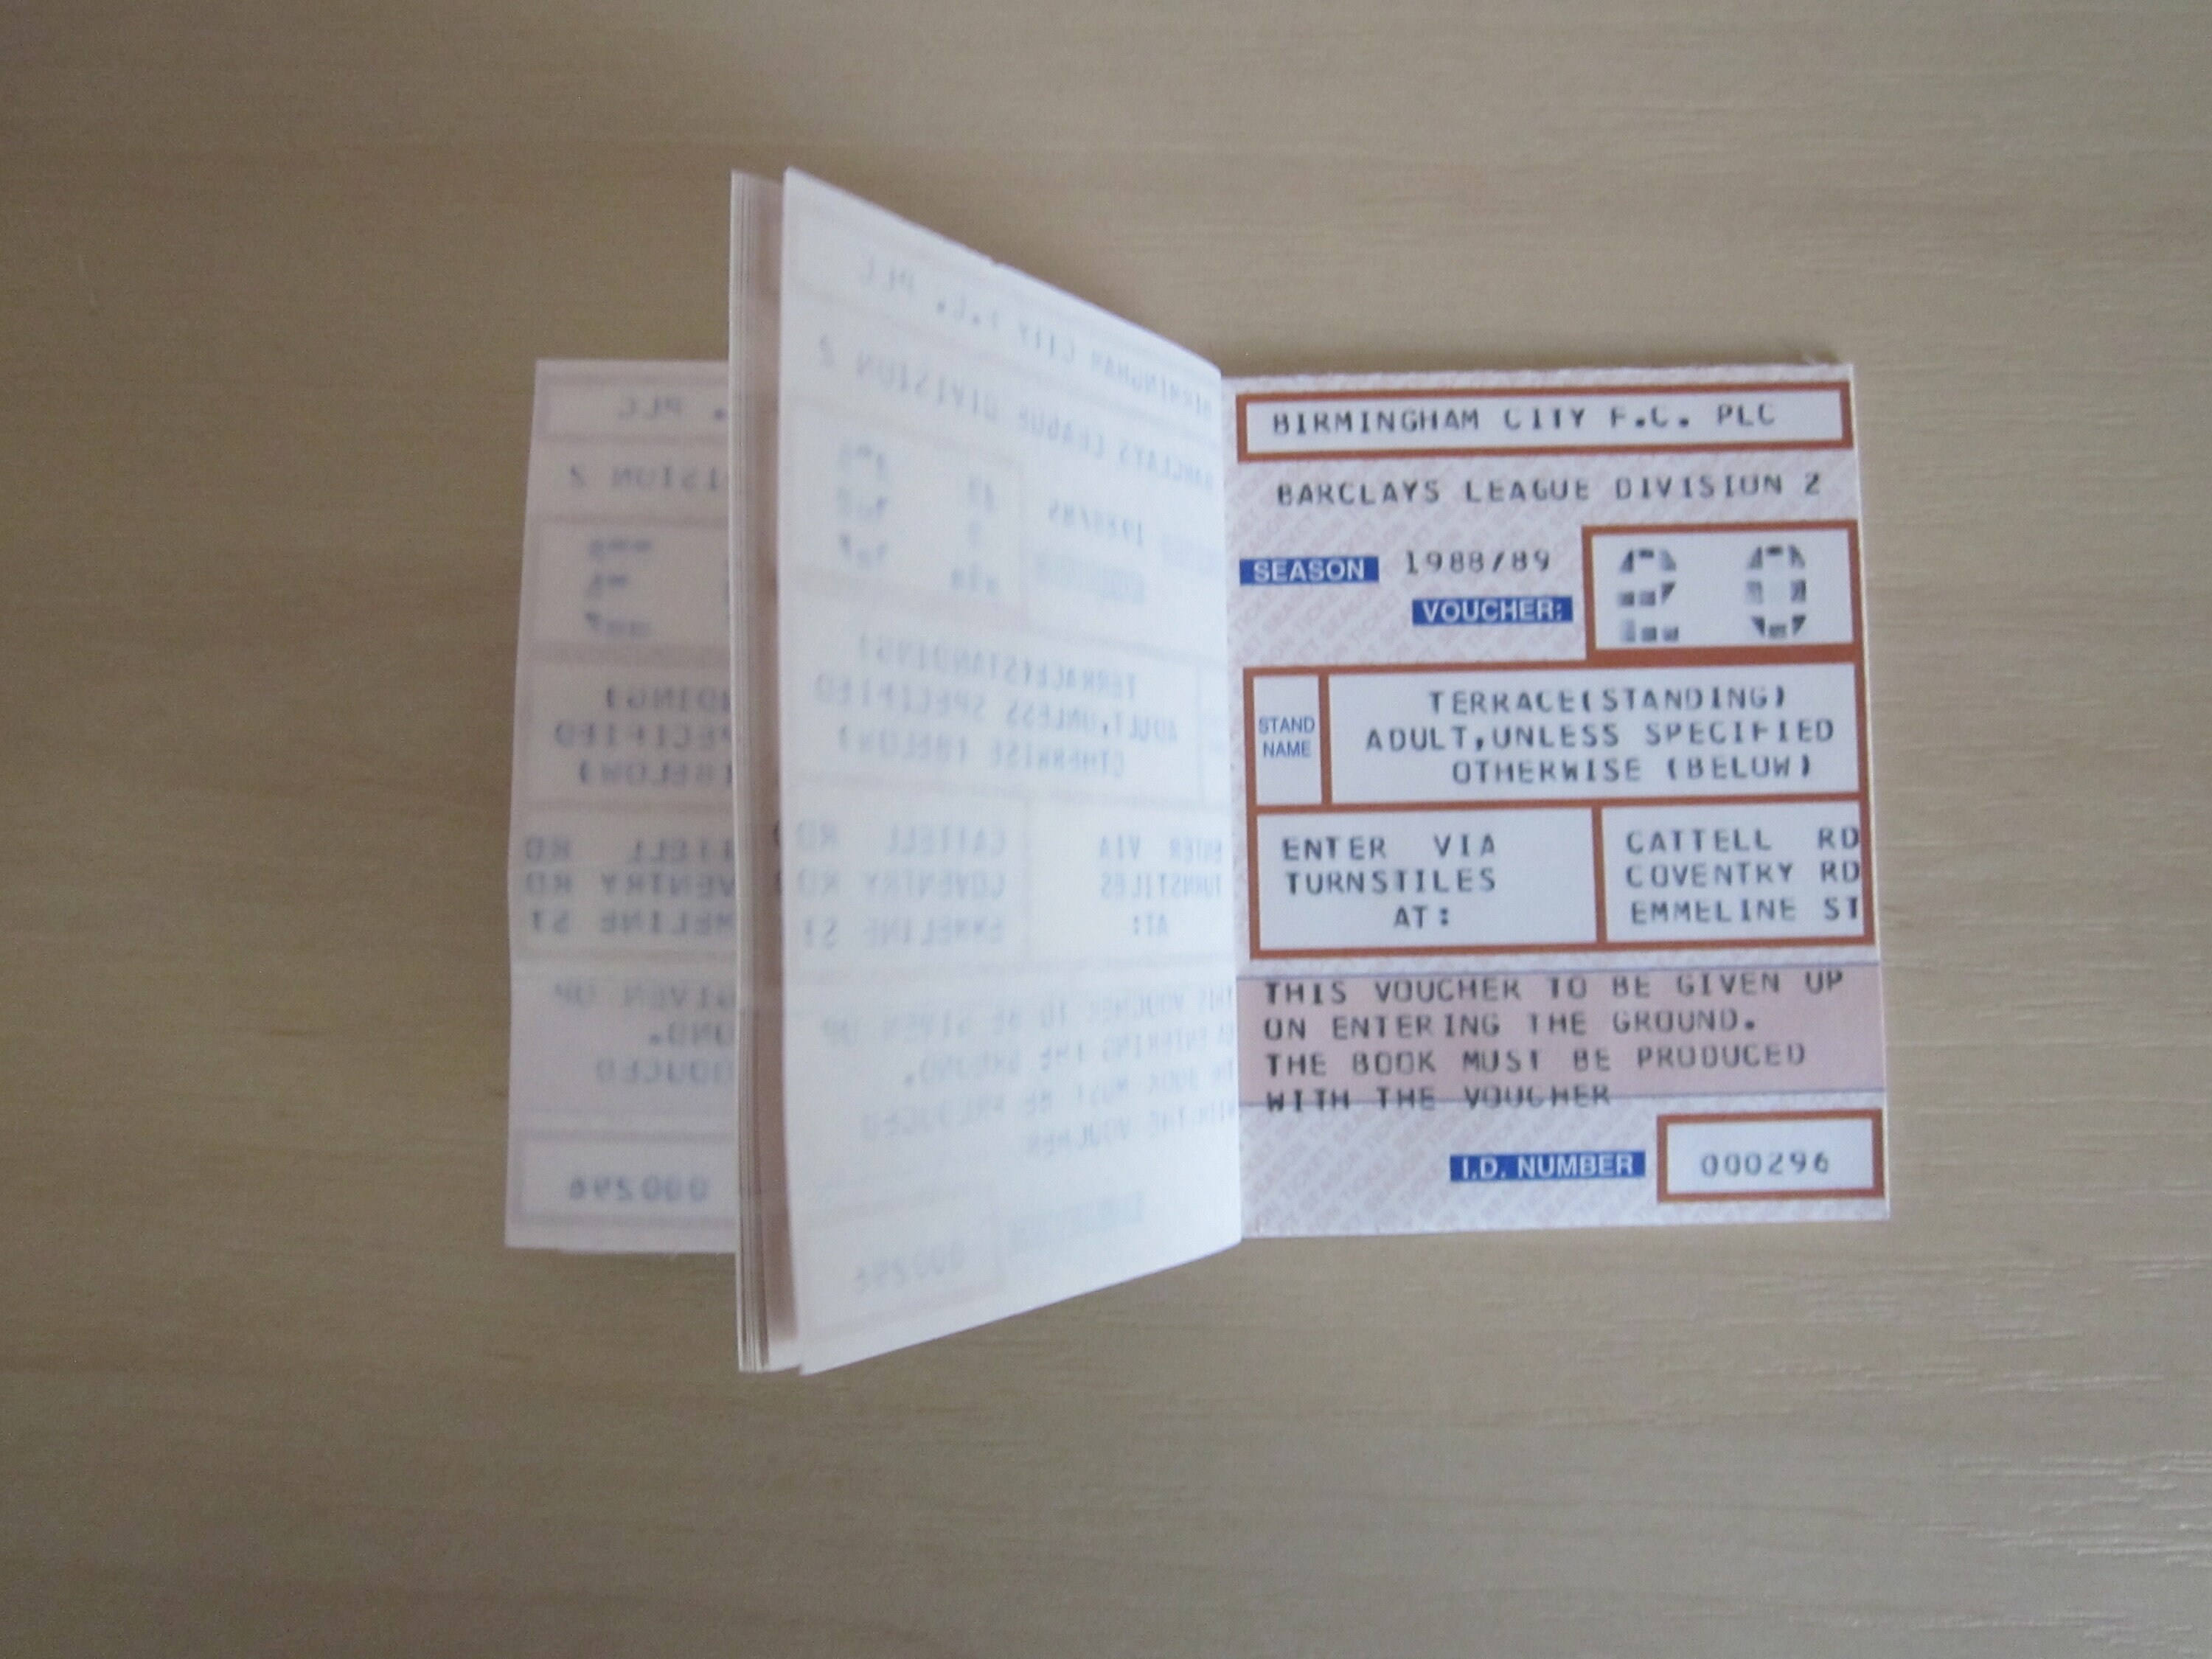 BIRMINGHAM CITY F.C. PLC
BARCLAYS LEAGUE DIVISION 2
SEASON 1988/89
VOUCHER: 20
STAND NAME
TERRACE(STANDING)
ADULT,UNLESS SPECIFIED
OTHERWISE (BELOW)
ENTER VIA
TURNSTILES
AT:
CATTELL RD
COVENTRY RD
EMMELINE ST
THIS VOUCHER TO BE GIVEN UP
ON ENTERING THE GROUND.
THE BOOK MUST BE PRODUCED
WITH THE VOUCHER
I.D. NUMBER 000296